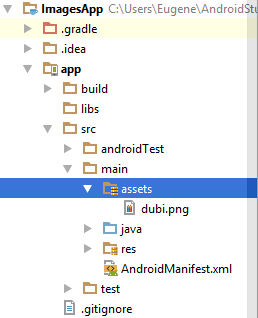 ImagesApp C:\Users\Eugene\AndroidStu
.gradle
.idea
app
build
libs
src
androidTest
main
assets
dubi.png
java
res
AndroidManifest.xml
test
.gitignore